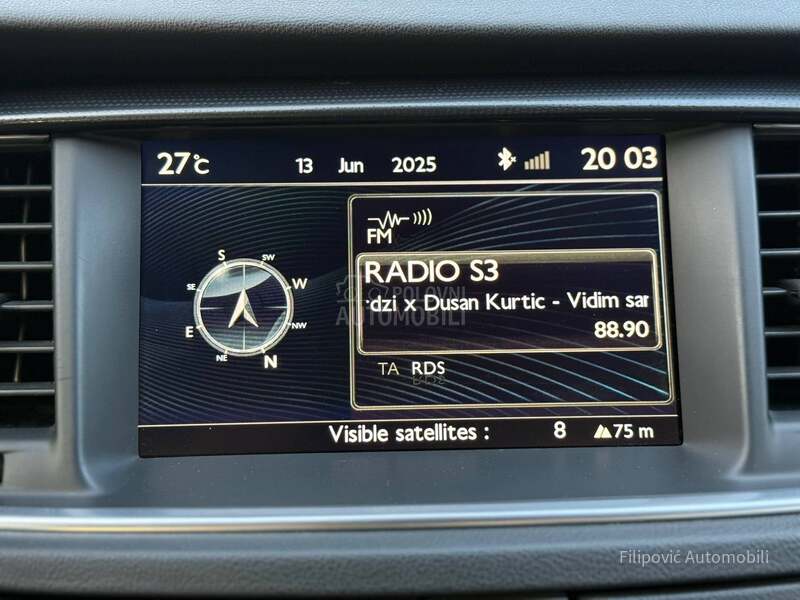 27°C 13 Jun 2025 20 03
S
SW
SE
W
E
NW
NE
N
FM
RADIO S3
dzi x Dusan Kurtic - Vidim sar
88.90
TA RDS
Visible satellites : 8 75 m
POLOVNI
AUTOMOBILI
Filipović Automobili